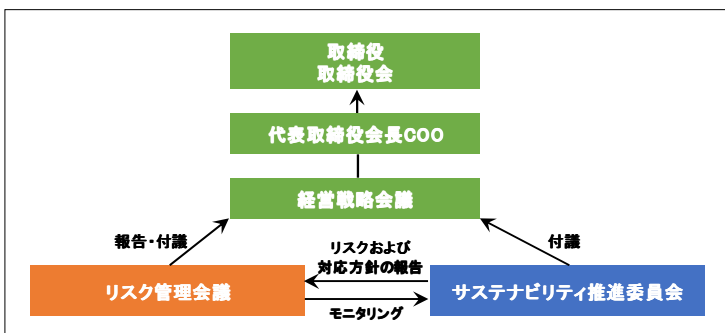 取締役
取締役会
代表取締役会長COO
経営戦略会議
報告・付議
リスクおよび
対応方針の報告
付議
リスク管理会議
サステナビリティ推進委員会
モニタリング